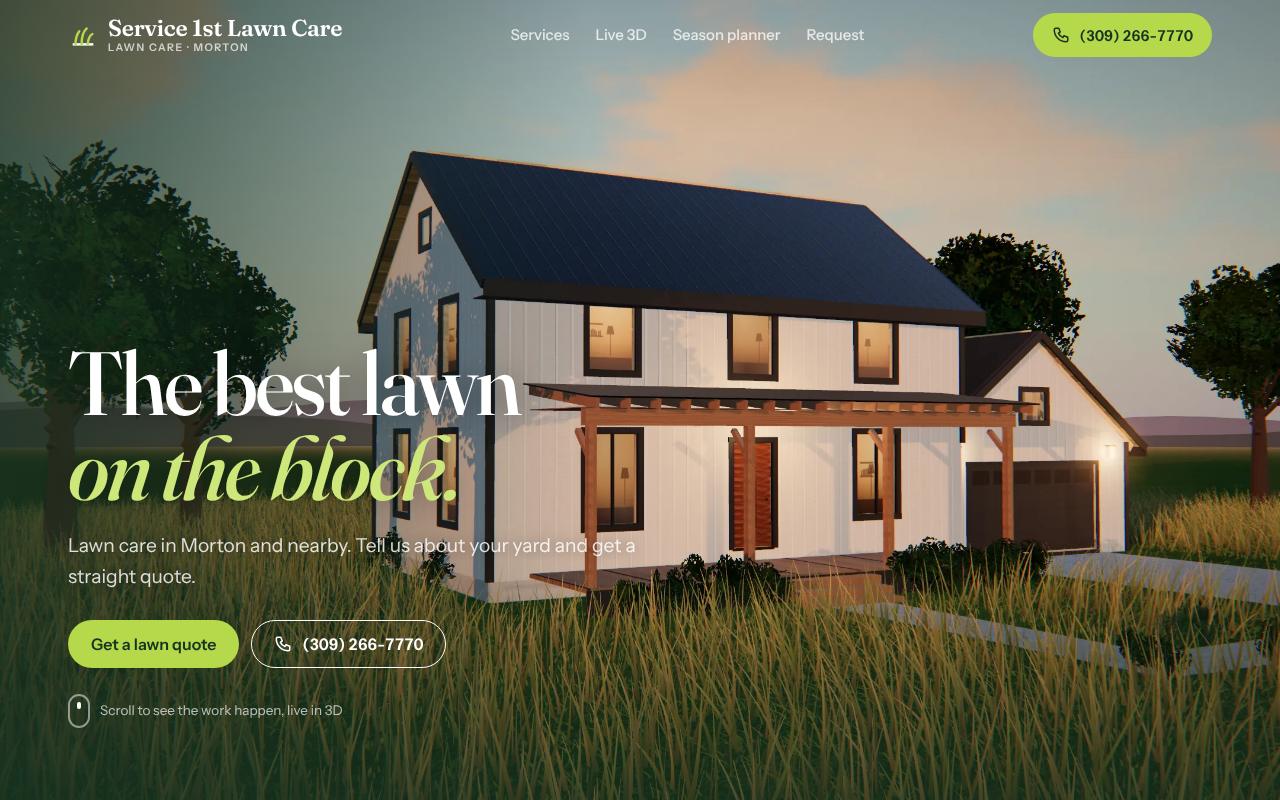 Service 1st Lawn Care
LAWN CARE · MORTON
Services
Live 3D
Season planner
Request
(309) 266-7770
The best lawn
on the block.
Lawn care in Morton and nearby. Tell us about your yard and get a
straight quote.
Get a lawn quote
(309) 266-7770
Scroll to see the work happen, live in 3D